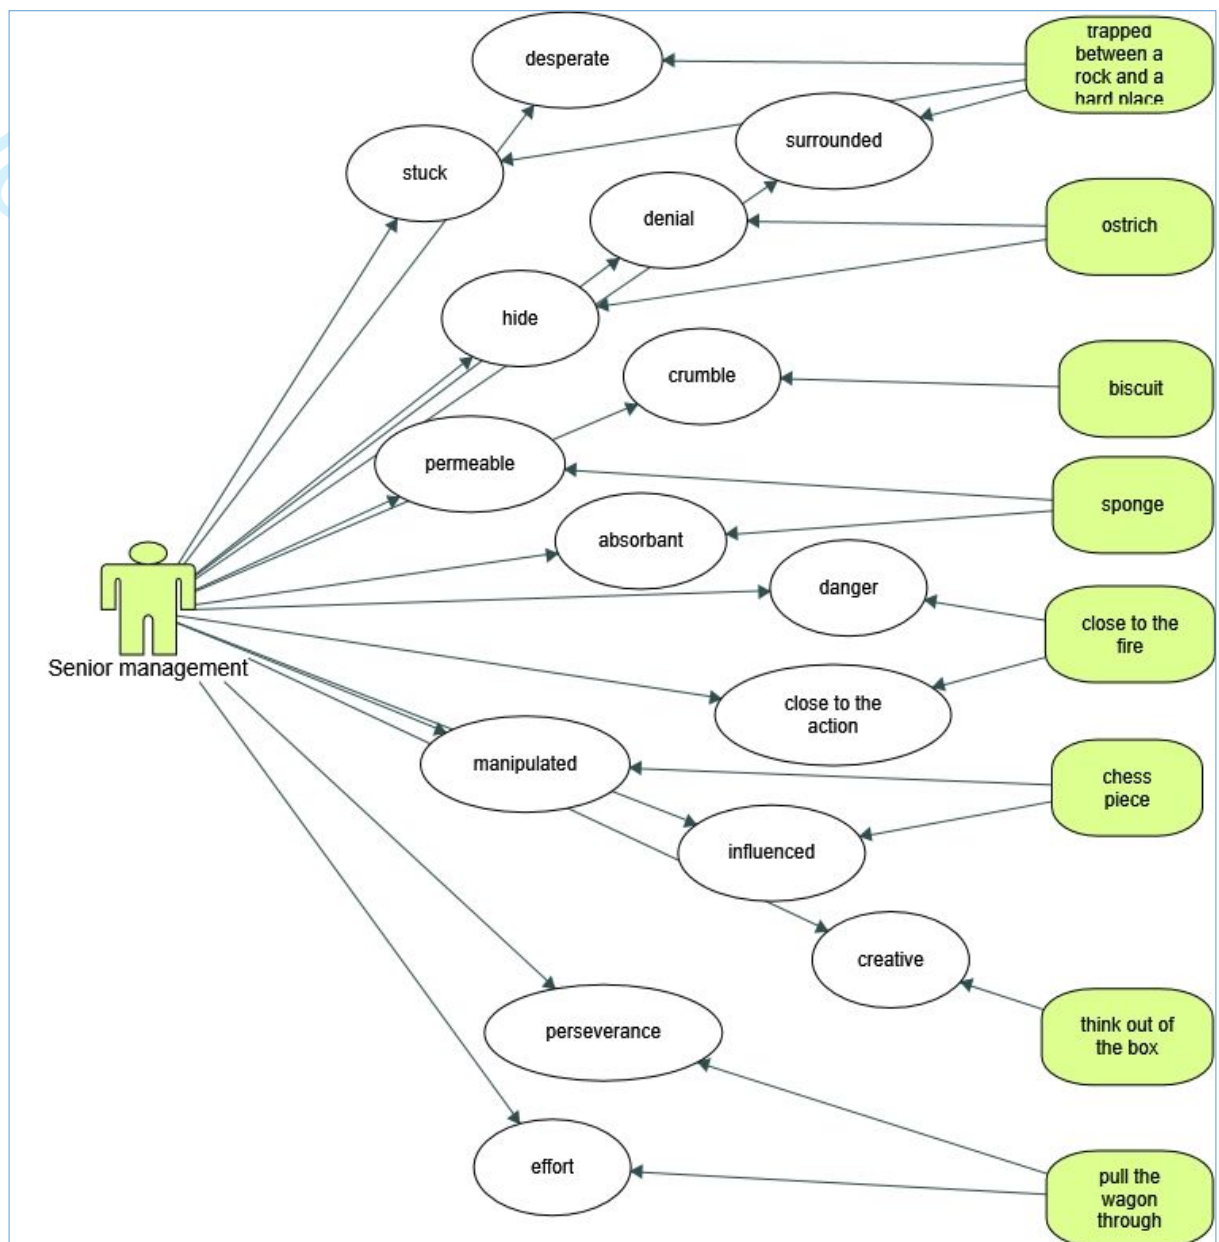 desperate
trapped
between a
rock and a
hard place
surrounded
stuck
denial
ostrich
hide
crumble
biscuit
permeable
sponge
absorbant
danger
close to the
fire
Senior management
close to the
action
manipulated
chess
piece
influenced
creative
think out of
the box
perseverance
effort
pull the
wagon
through